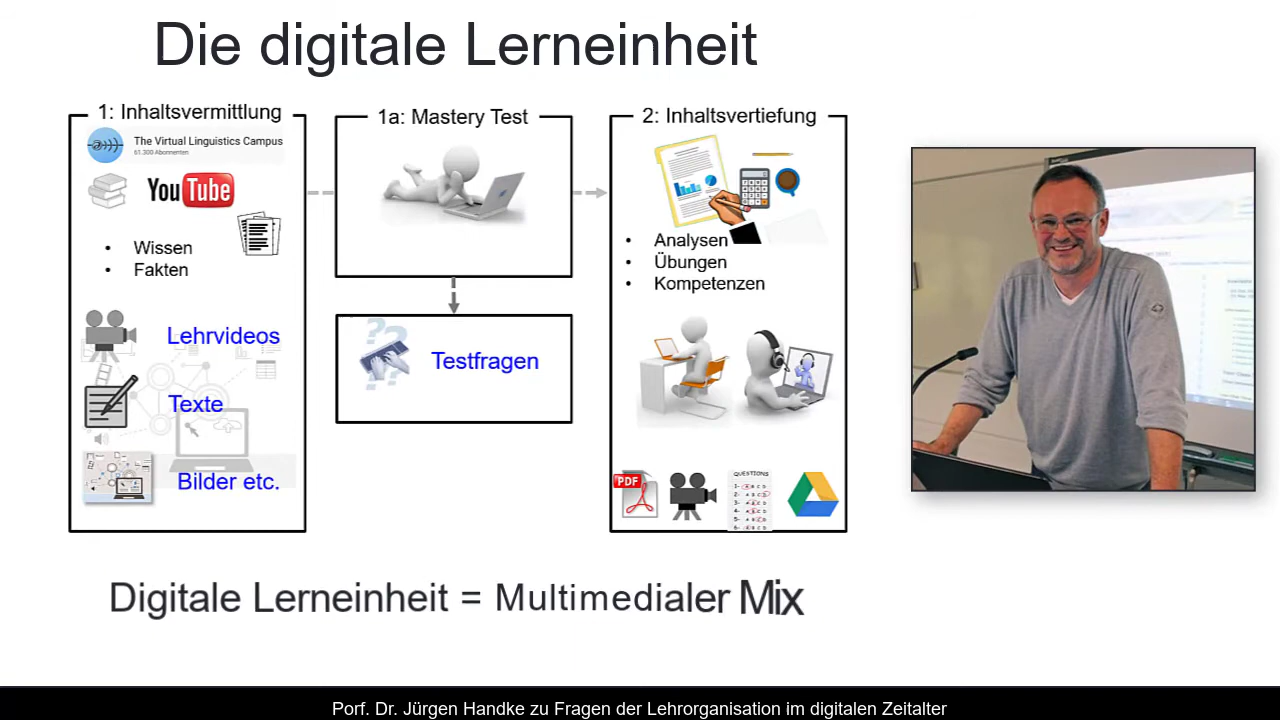 Die digitale Lerneinheit
1: Inhaltsvermittlung
The Virtual Linguistics Campus
61.300 Abonnenten
YouTube
• Wissen
• Fakten
Lehrvideos
Texte
Bilder etc.
1a: Mastery Test
Testfragen
2: Inhaltsvertiefung
• Analysen
• Übungen
• Kompetenzen
PDF
QUESTIONS
Digitale Lerneinheit = Multimedialer Mix
Porf. Dr. Jürgen Handke zu Fragen der Lehrorganisation im digitalen Zeitalter